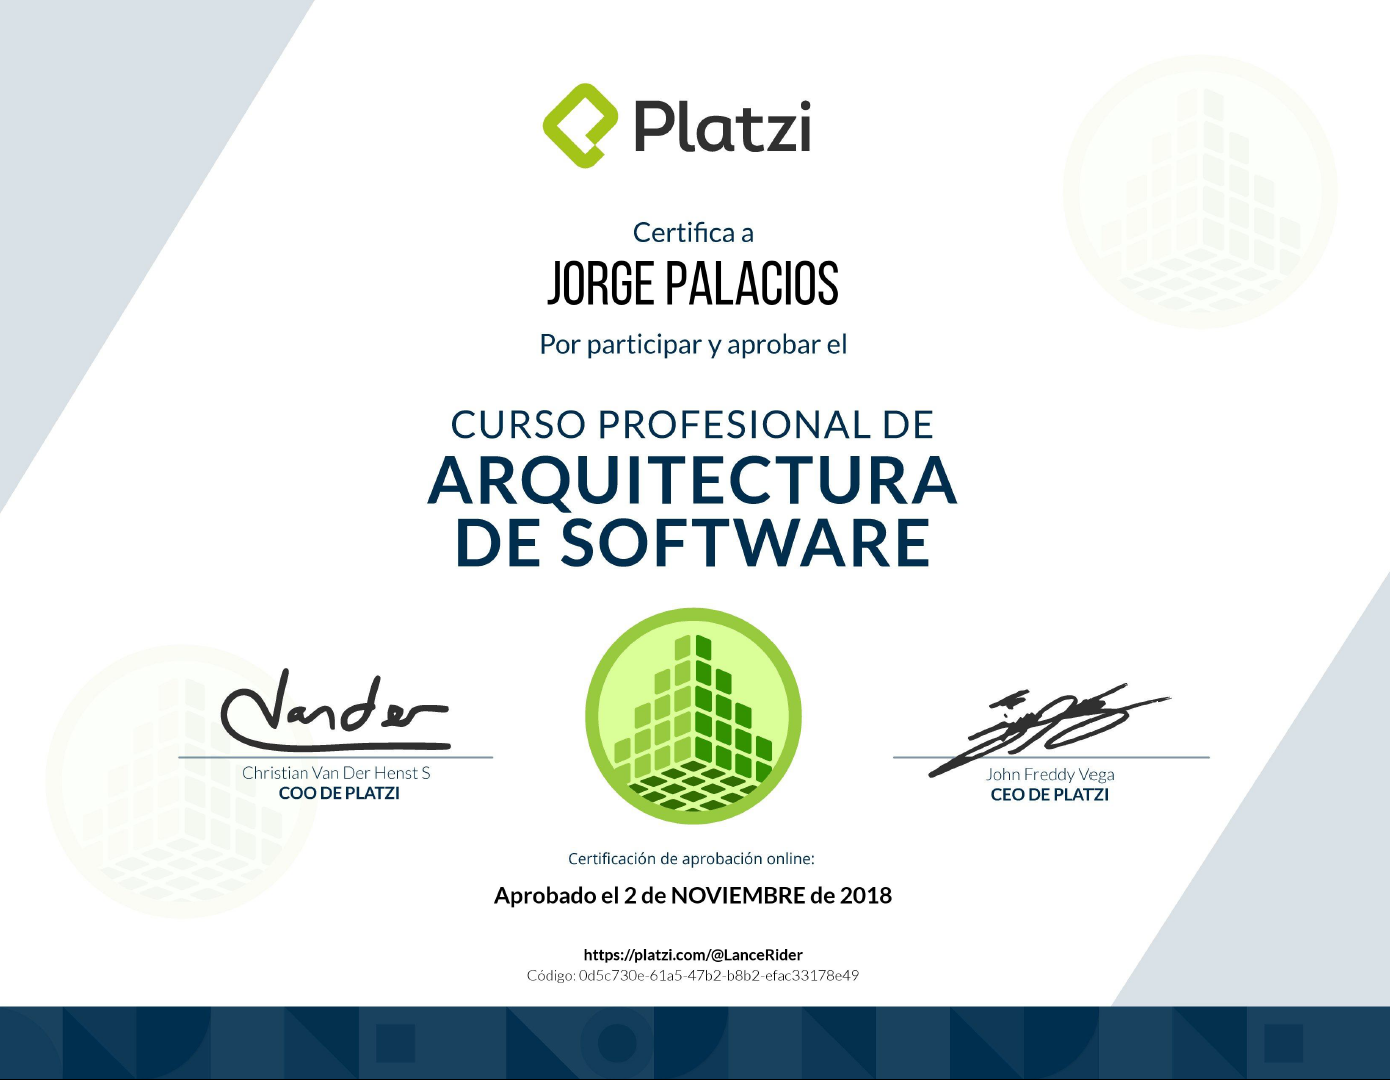 Platzi
Certifica a
JORGE PALACIOS
Por participar y aprobar el
CURSO PROFESIONAL DE
ARQUITECTURA
DE SOFTWARE
Vander
Christian Van Der Henst S
COO DE PLATZI
John Freddy Vega
CEO DE PLATZI
Certificación de aprobación online:
Aprobado el 2 de NOVIEMBRE de 2018
https://platzi.com/@LanceRider
Código: 0d5c730e-61a5-47b2-b8b2-efac33178e49